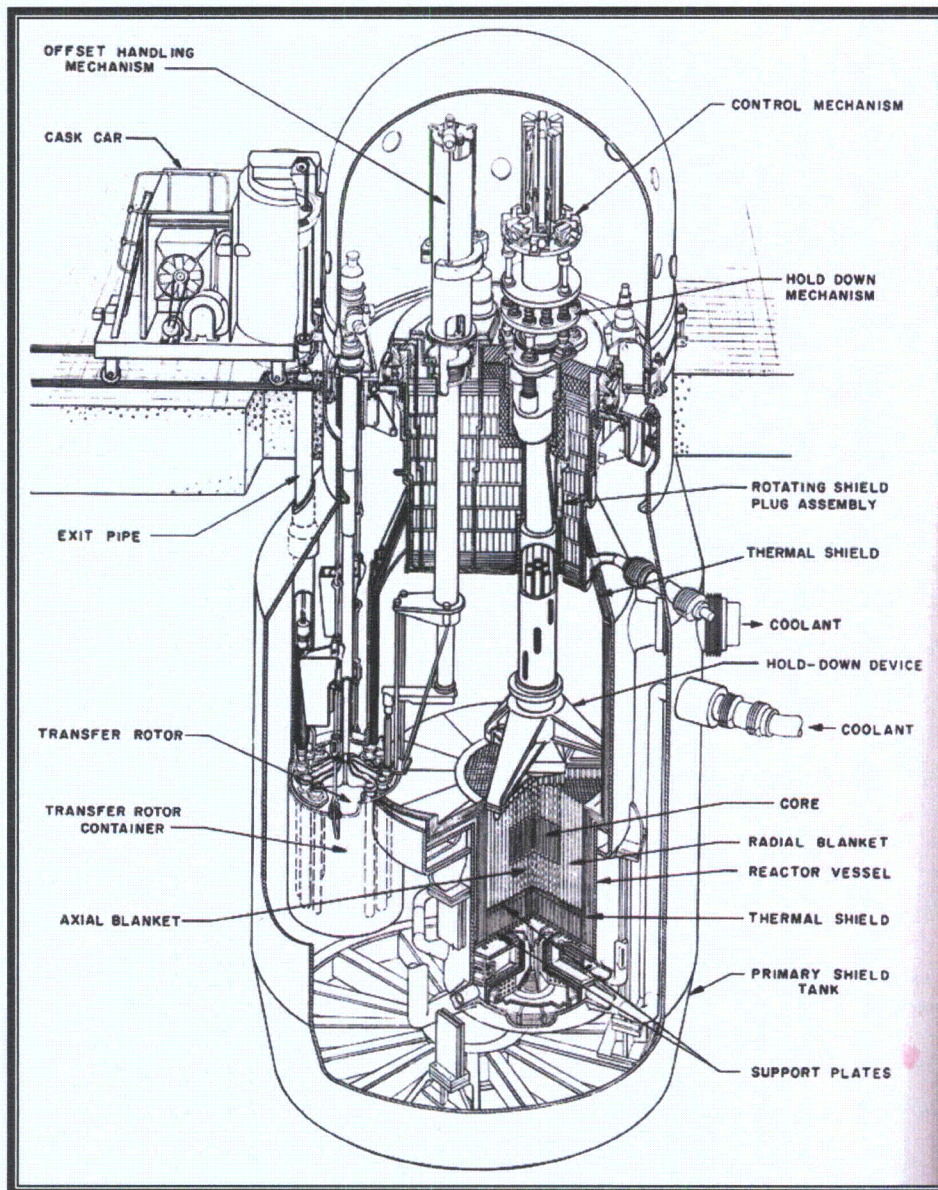 OFFSET HANDLING
MECHANISM
CONTROL MECHANISM
CASK CAR
HOLD DOWN
MECHANISM
ROTATING SHIELD
PLUG ASSEMBLY
EXIT PIPE
THERMAL SHIELD
COOLANT
HOLD-DOWN DEVICE
COOLANT
TRANSFER ROTOR
TRANSFER ROTOR
CONTAINER
CORE
RADIAL BLANKET
REACTOR VESSEL
AXIAL BLANKET
THERMAL SHIELD
PRIMARY SHIELD
TANK
SUPPORT PLATES